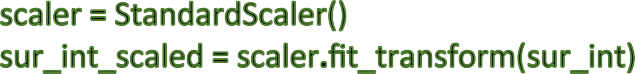 scaler = StandardScaler()
sur_int_scaled = scaler.fit_transform(sur_int)